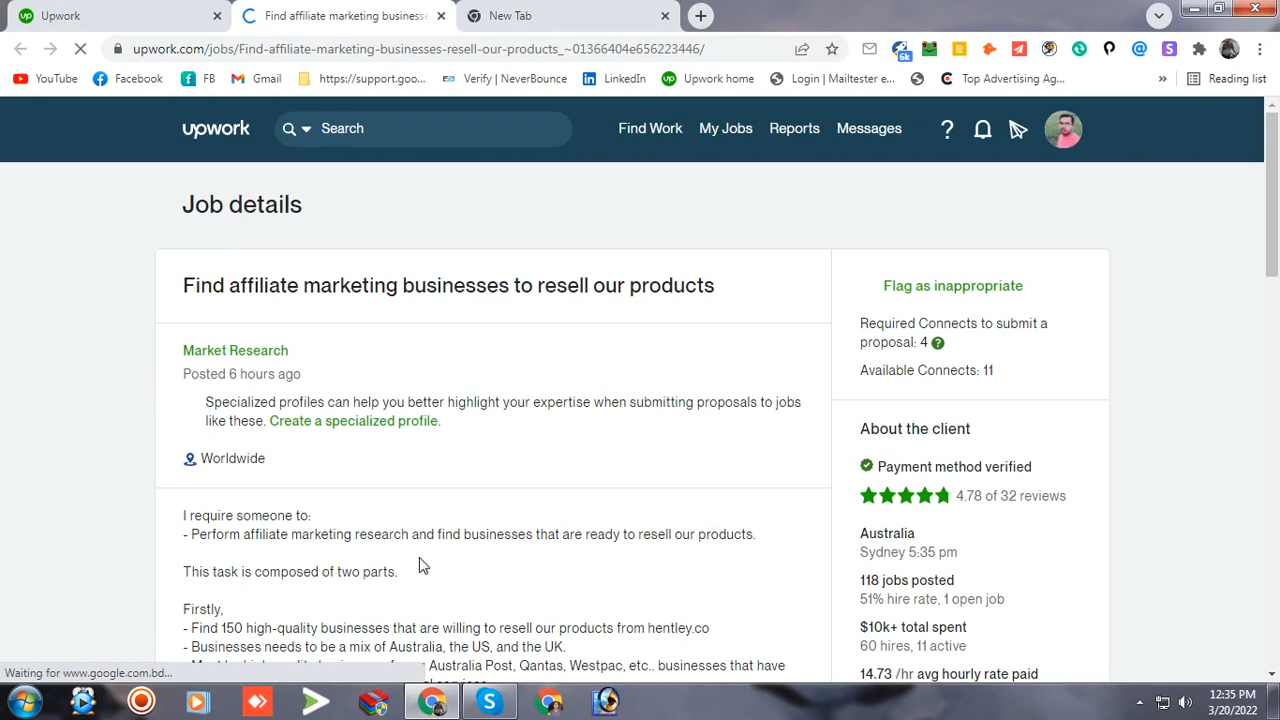 Upwork
Find affiliate marketing businesse
New Tab
upwork.com/jobs/Find-affiliate-marketing-businesses-resell-our-products_~01366404e656223446/
6k
YouTube
Facebook
FB
Gmail
https://support.goo...
Verify | NeverBounce
LinkedIn
Upwork home
Login | Mailtester e...
Top Advertising Ag...
»
Reading list
upwork
Search
Find Work
My Jobs
Reports
Messages
?
Job details
Find affiliate marketing businesses to resell our products
Flag as inappropriate
Required Connects to submit a
proposal: 4
Available Connects: 11
Market Research
Posted 6 hours ago
Specialized profiles can help you better highlight your expertise when submitting proposals to jobs
like these. Create a specialized profile.
Worldwide
About the client
Payment method verified
4.78 of 32 reviews
Australia
Sydney 5:35 pm
118 jobs posted
51% hire rate, 1 open job
$10k+ total spent
60 hires, 11 active
14.73 /hr avg hourly rate paid
I require someone to:
- Perform affiliate marketing research and find businesses that are ready to resell our products.
This task is composed of two parts.
Firstly,
- Find 150 high-quality businesses that are willing to resell our products from hentley.co
- Businesses needs to be a mix of Australia, the US, and the UK.
Australia Post, Qantas, Westpac, etc.. businesses that have
Waiting for www.google.com.bd...
12:35 PM
3/20/2022